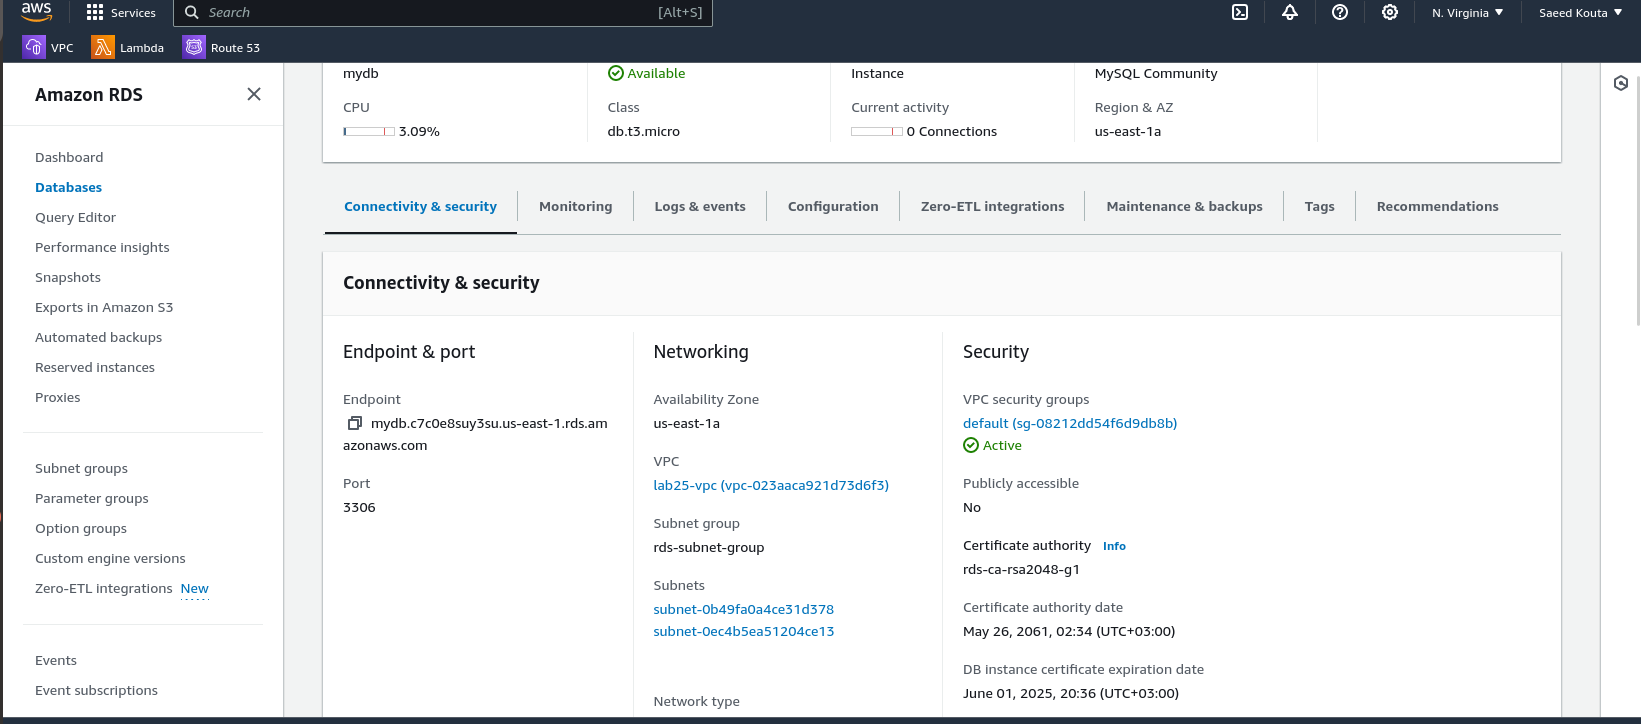 aws
Services
Search
[Alt+S]
N. Virginia
Saeed Kouta
VPC
Lambda
Route 53
Amazon RDS
Dashboard
Databases
Query Editor
Performance insights
Snapshots
Exports in Amazon S3
Automated backups
Reserved instances
Proxies
Subnet groups
Parameter groups
Option groups
Custom engine versions
Zero-ETL integrations New
Events
Event subscriptions
mydb
Available
Instance
MySQL Community
CPU
Class
Current activity
Region & AZ
3.09%
db.t3.micro
0 Connections
us-east-1a
Connectivity & security
Monitoring
Logs & events
Configuration
Zero-ETL integrations
Maintenance & backups
Tags
Recommendations
Connectivity & security
Endpoint & port
Endpoint
mydb.c7c0e8suy3su.us-east-1.rds.am
azonaws.com
Port
3306
Networking
Availability Zone
us-east-1a
VPC
lab25-vpc (vpc-023aaca921d73d6f3)
Subnet group
rds-subnet-group
Subnets
subnet-0b49fa0a4ce31d378
subnet-0ec4b5ea51204ce13
Network type
Security
VPC security groups
default (sg-08212dd54f6d9db8b)
Active
Publicly accessible
No
Certificate authority Info
rds-ca-rsa2048-g1
Certificate authority date
May 26, 2061, 02:34 (UTC+03:00)
DB instance certificate expiration date
June 01, 2025, 20:36 (UTC+03:00)